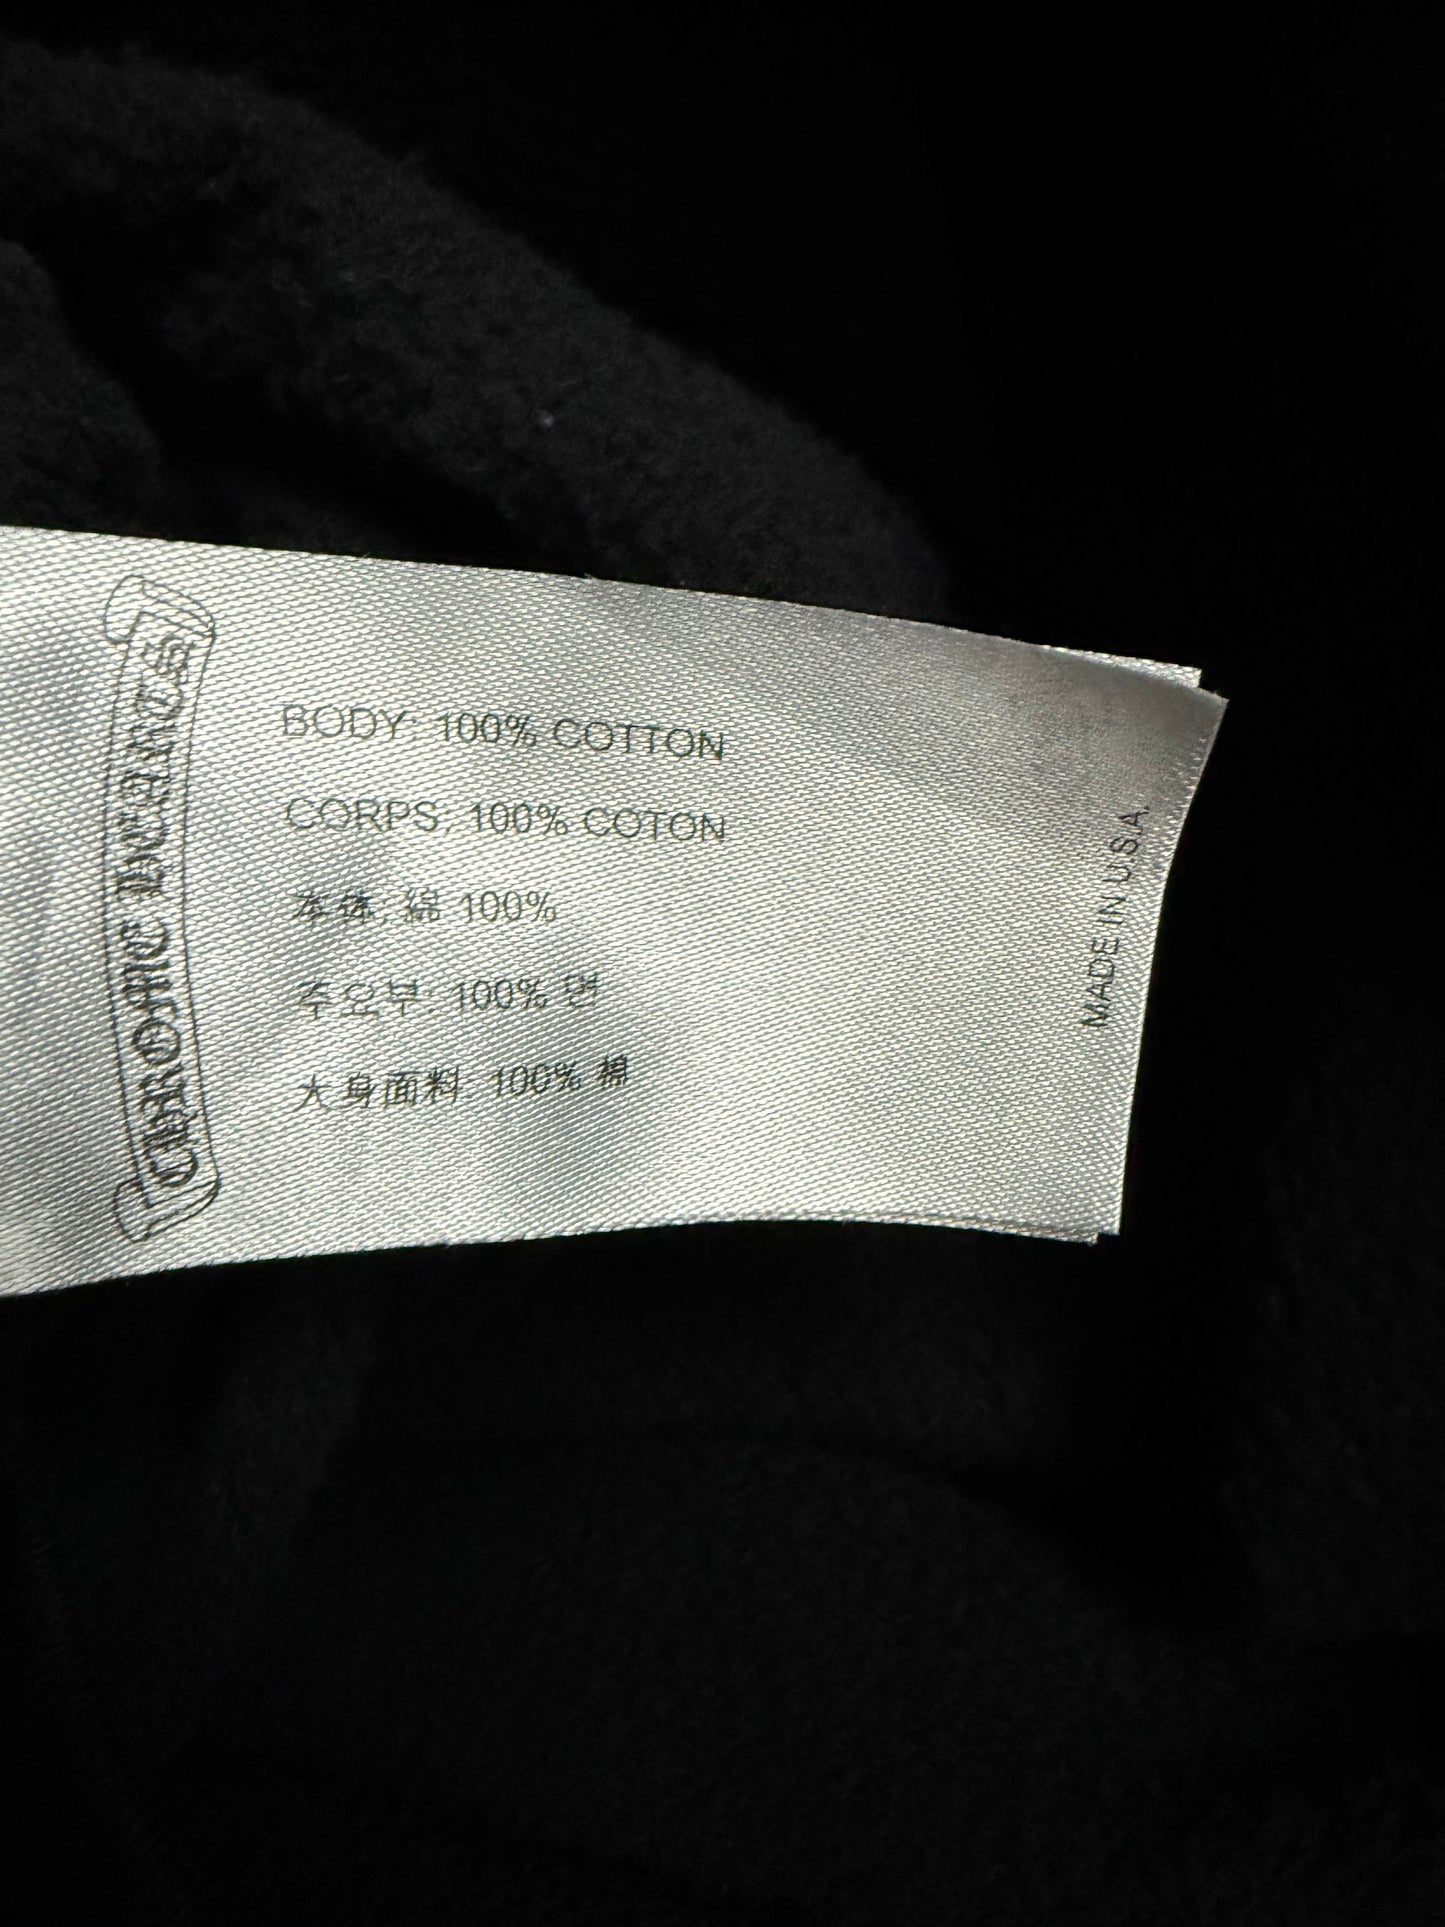 CHROME HEARTS
BODY: 100% COTTON
CORPS: 100% COTON
本体: 綿 100%
주요부: 100% 면
大身面料: 100% 棉
MADE IN U.S.A.